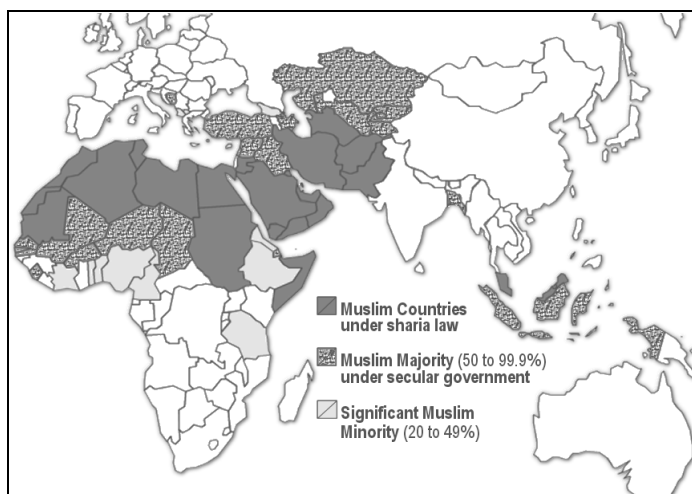 Muslim Countries
under sharia law
Muslim Majority (50 to 99.9%)
under secular government
Significant Muslim
Minority (20 to 49%)